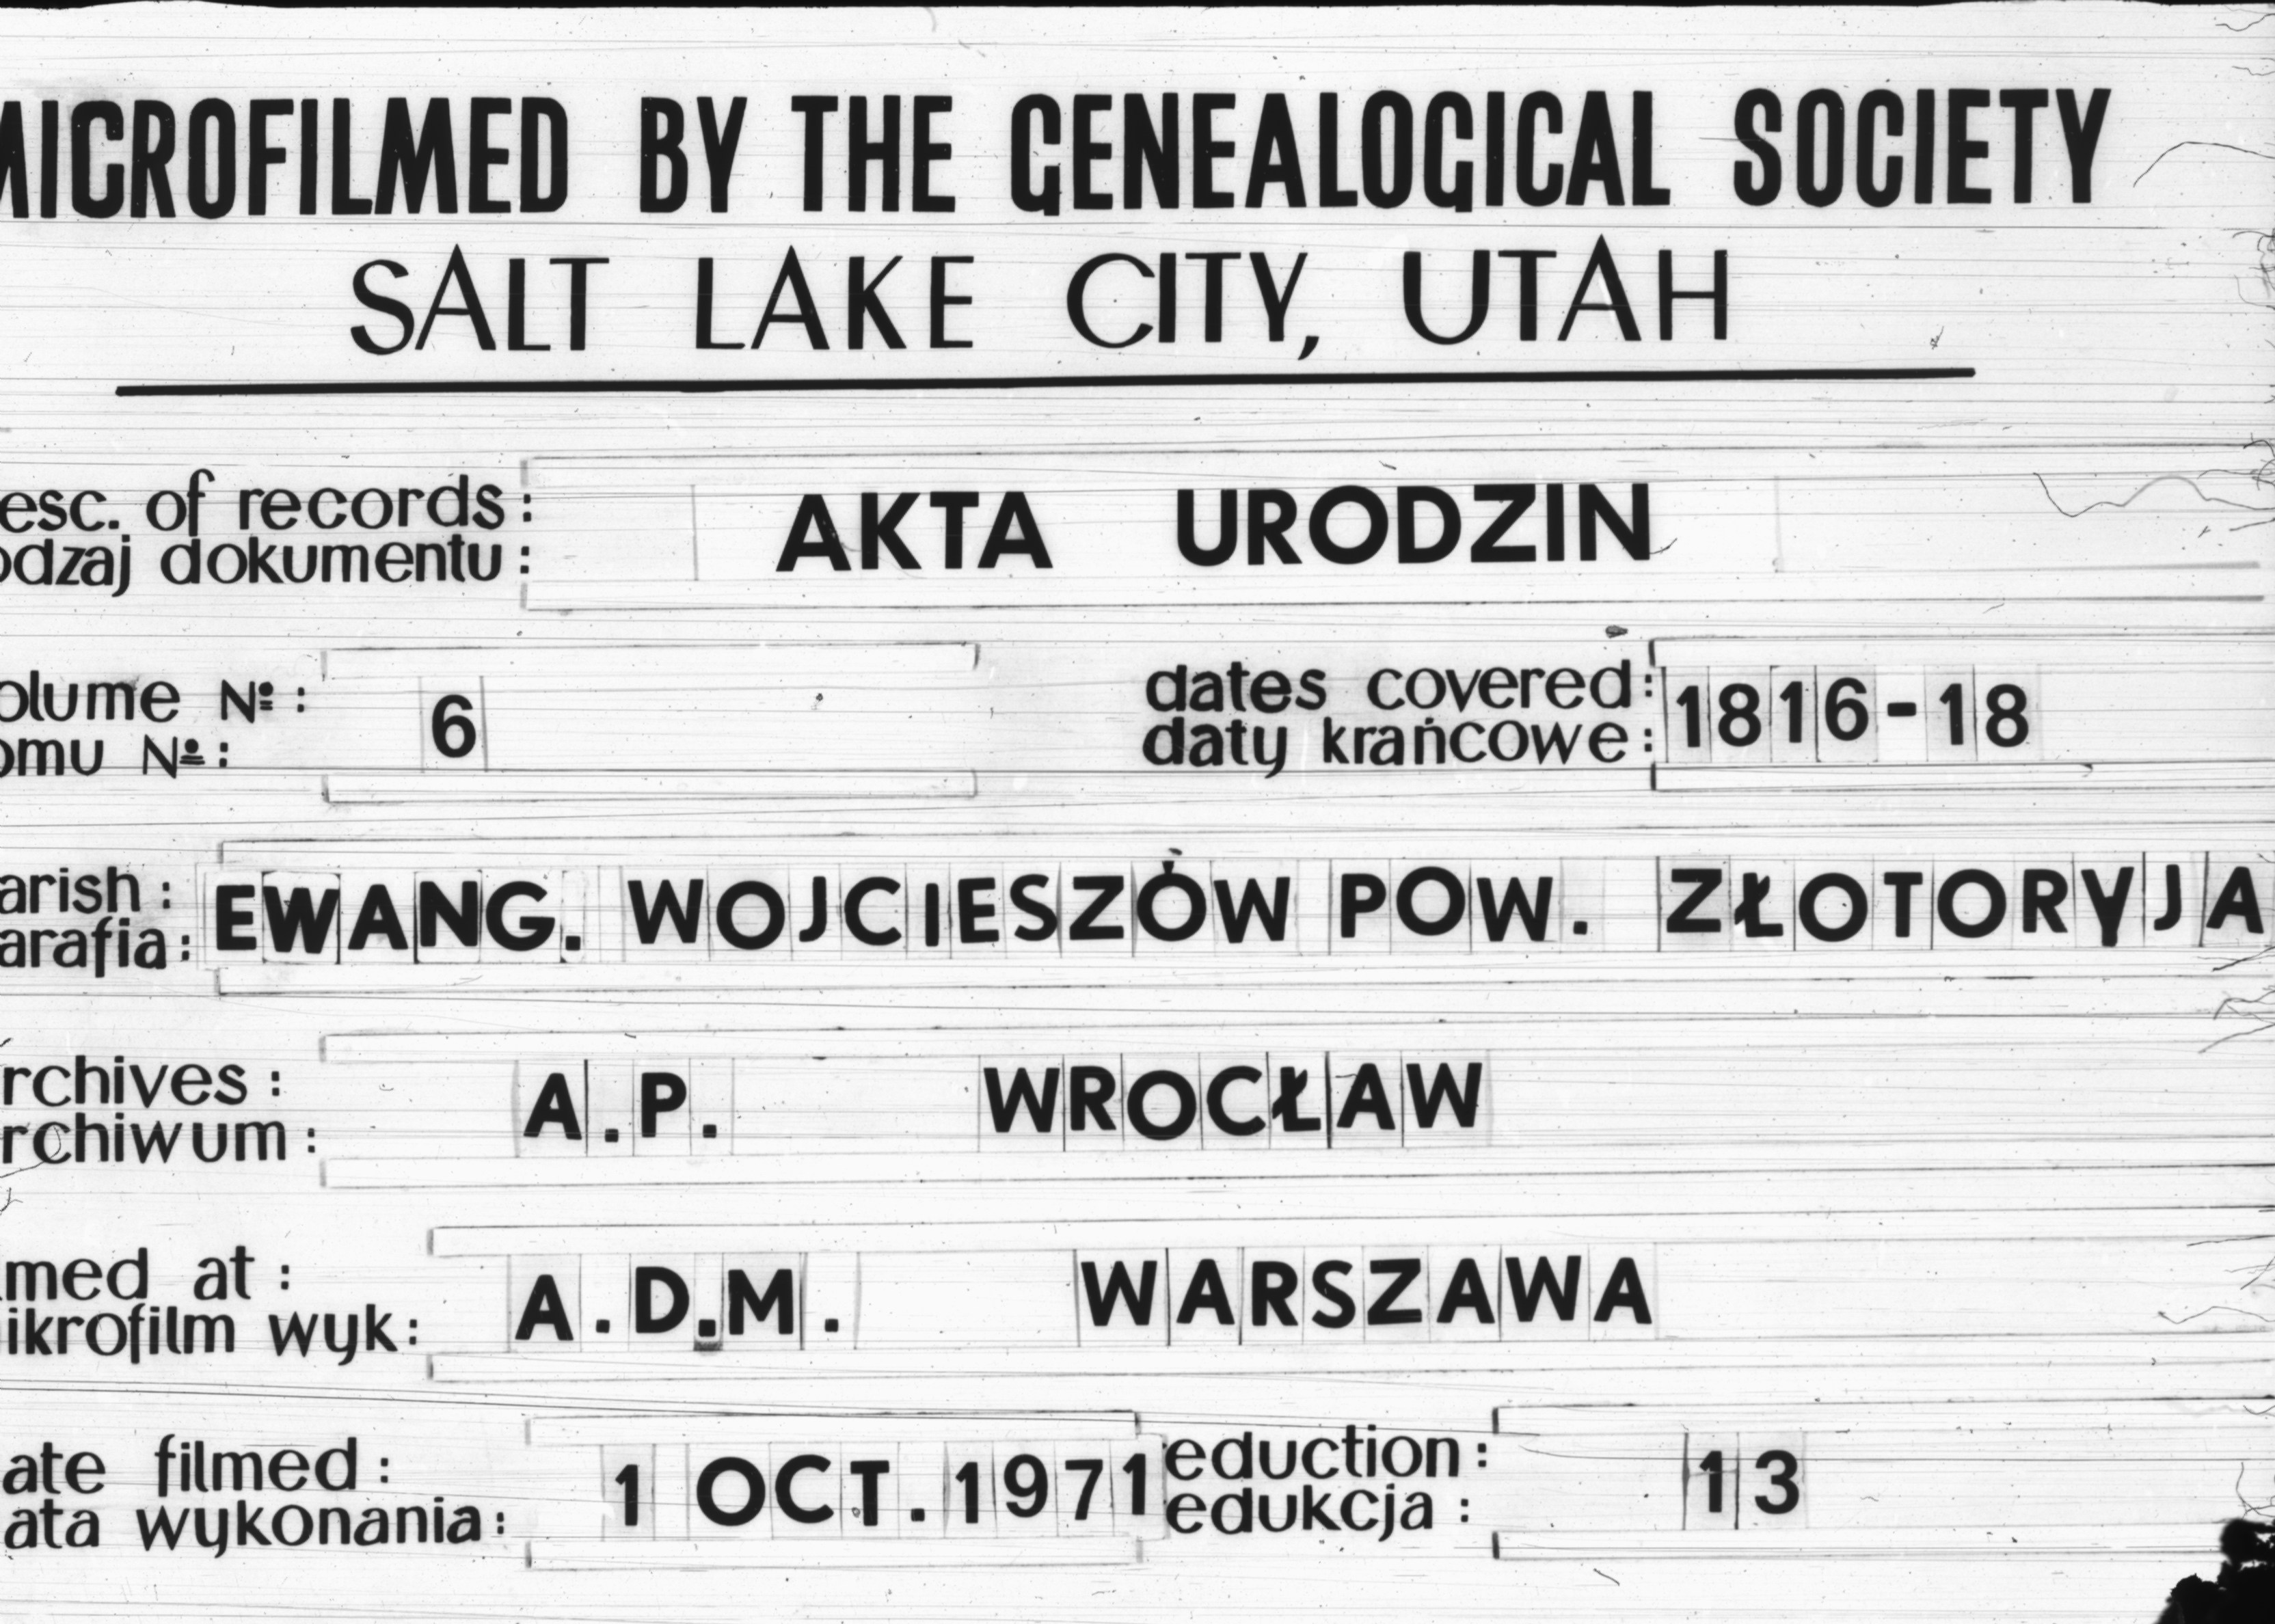 MICROFILMED BY THE GENEALOGICAL SOCIETY
SALT LAKE CITY, UTAH
esc. of records:
odzaj dokumentu:
AKTA URODZIN
olume №:
omu №:
6
dates covered:
daty krańcowe:
1816-18
arish:
arafia:
EWANG. WOJCIESZÓW POW. ZŁOTORYJA
rchives:
rchiwum:
A.P. WROCŁAW
med at:
ikrofilm wyk:
A.D.M. WARSZAWA
ate filmed:
ata wykonania:
1 OCT. 1971
eduction:
edukcja:
13